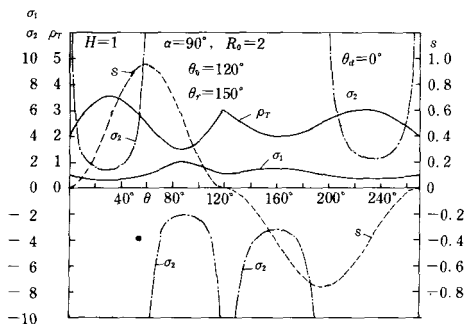 σ₁
σ₂ ρT H=1 α=90°, R₀=2 s
θ₀=120° θd=0°
θr=150°
10 5 1.0
8 4 0.8
6 3 0.6
4 2 0.4
2 1 0.2
0 0 0
s σ₂ σ₂ ρT σ₁
40° θ 80° 120° 160° 200° 240°
−2 −0.2
−4 −0.4
−6 −0.6
−8 −0.8
−10
σ₂ σ₂ s